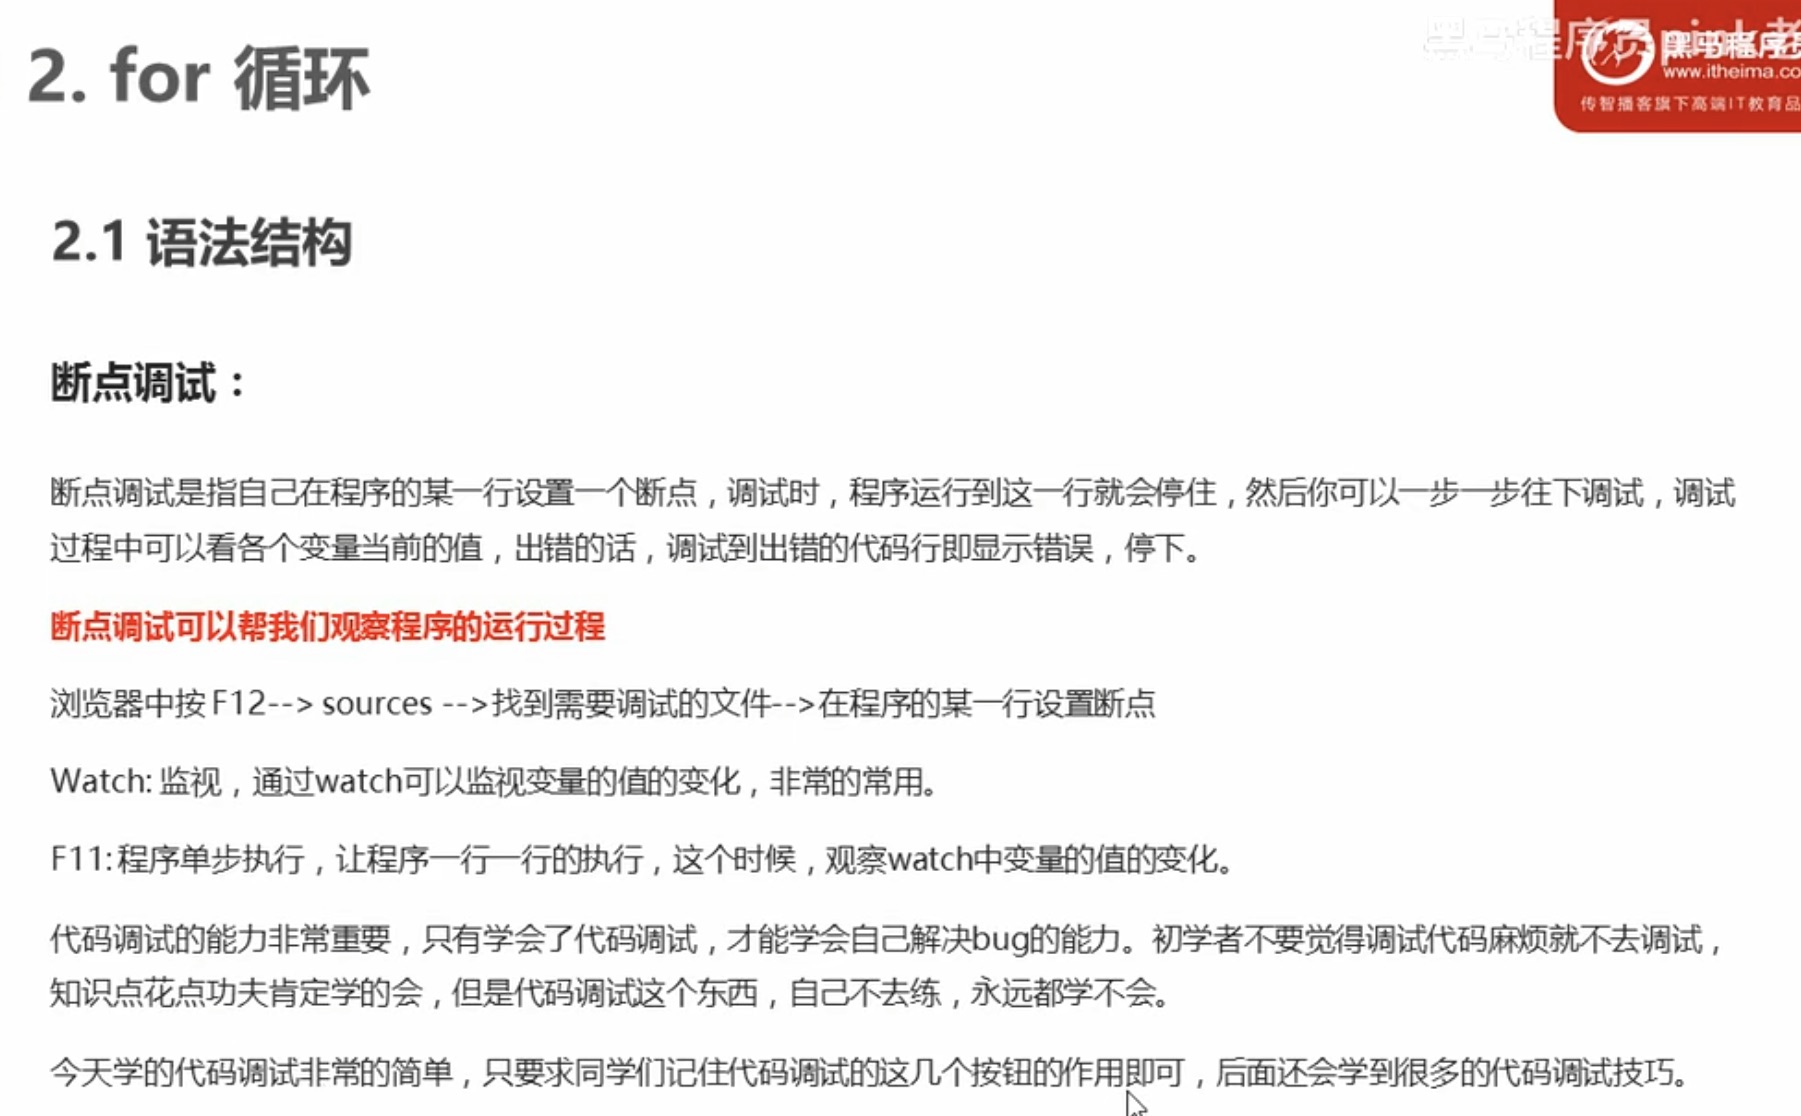 2. for 循环
黑马程序员 pink老
www.itheima.co
传智播客旗下高端IT教育品
2.1 语法结构
断点调试：
断点调试是指自己在程序的某一行设置一个断点，调试时，程序运行到这一行就会停住，然后你可以一步一步往下调试，调试
过程中可以看各个变量当前的值，出错的话，调试到出错的代码行即显示错误，停下。
断点调试可以帮我们观察程序的运行过程
浏览器中按 F12--> sources -->找到需要调试的文件-->在程序的某一行设置断点
Watch: 监视，通过watch可以监视变量的值的变化，非常的常用。
F11: 程序单步执行，让程序一行一行的执行，这个时候，观察watch中变量的值的变化。
代码调试的能力非常重要，只有学会了代码调试，才能学会自己解决bug的能力。初学者不要觉得调试代码麻烦就不去调试，
知识点花点功夫肯定学的会，但是代码调试这个东西，自己不去练，永远都学不会。
今天学的代码调试非常的简单，只要求同学们记住代码调试的这几个按钮的作用即可，后面还会学到很多的代码调试技巧。